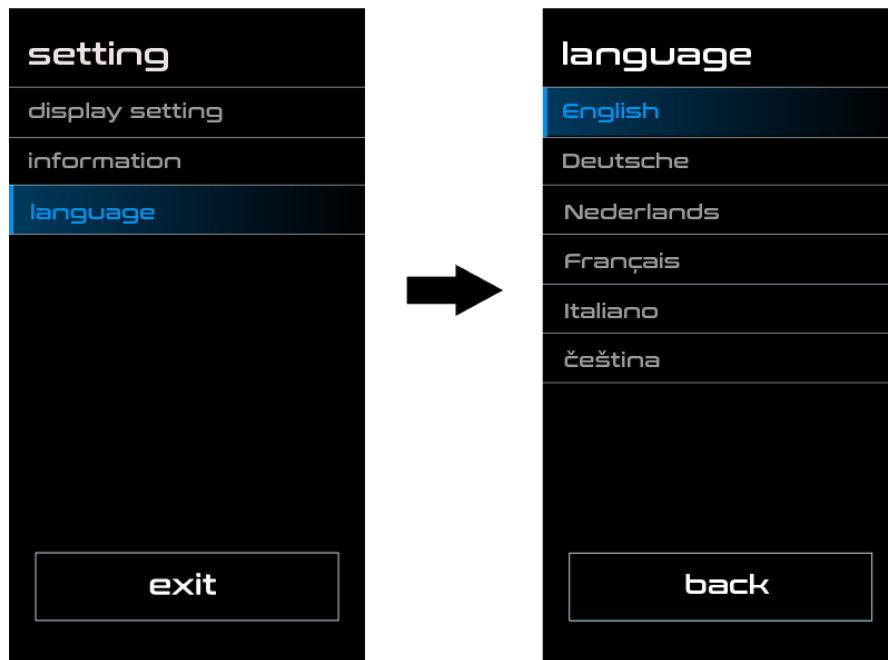 setting
display setting
information
language
exit
language
English
Deutsche
Nederlands
Français
Italiano
čeština
back